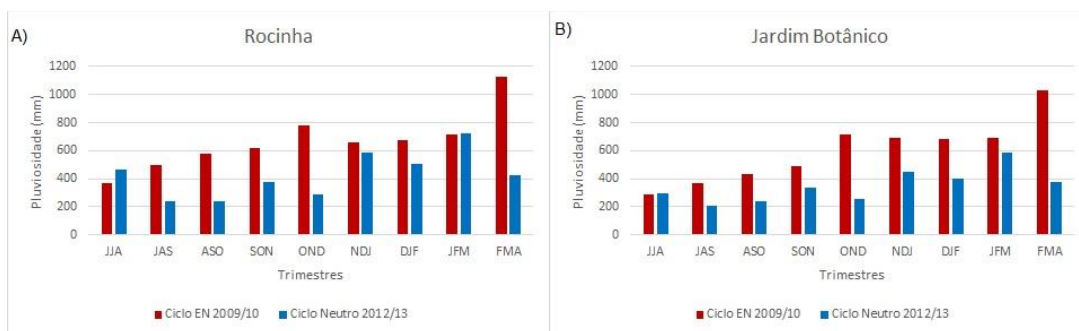 A)
Rocinha
Pluviosidade (mm)
1200
1000
800
600
400
200
0
JJA JAS ASO SON OND NDJ DJF JFM FMA
Trimestres
Ciclo EN 2009/10 Ciclo Neutro 2012/13
B)
Jardim Botânico
Pluviosidade (mm)
1200
1000
800
600
400
200
0
JJA JAS ASO SON OND NDJ DJF JFM FMA
Trimestres
Ciclo EN 2009/10 Ciclo Neutro 2012/13